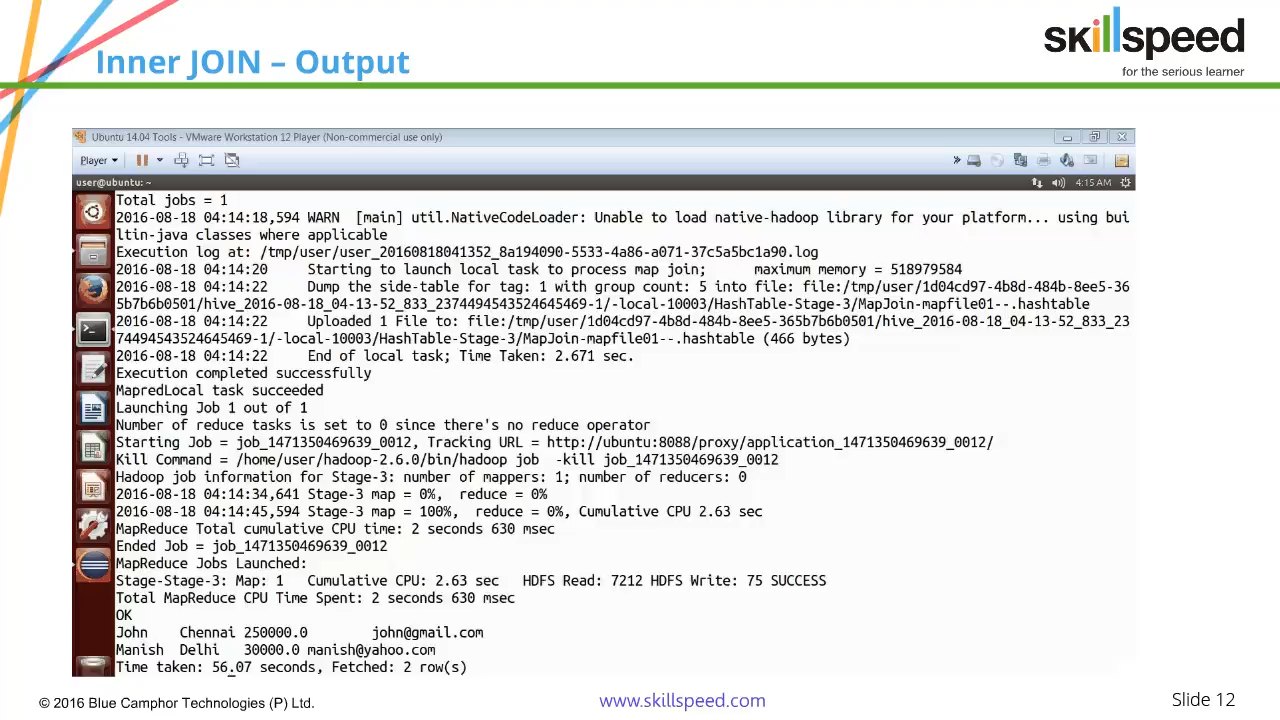 Inner JOIN – Output
skillspeed
for the serious learner
Ubuntu 14.04 Tools - VMware Workstation 12 Player (Non-commercial use only)
Player
user@ubuntu: ~
4:15 AM
Total jobs = 1
2016-08-18 04:14:18,594 WARN  [main] util.NativeCodeLoader: Unable to load native-hadoop library for your platform... using bui
ltin-java classes where applicable
Execution log at: /tmp/user/user_20160818041352_8a194090-5533-4a86-a071-37c5a5bc1a90.log
2016-08-18 04:14:20     Starting to launch local task to process map join;      maximum memory = 518979584
2016-08-18 04:14:22     Dump the side-table for tag: 1 with group count: 5 into file: file:/tmp/user/1d04cd97-4b8d-484b-8ee5-36
5b7b6b0501/hive_2016-08-18_04-13-52_833_2374494543524645469-1/-local-10003/HashTable-Stage-3/MapJoin-mapfile01--.hashtable
2016-08-18 04:14:22     Uploaded 1 File to: file:/tmp/user/1d04cd97-4b8d-484b-8ee5-365b7b6b0501/hive_2016-08-18_04-13-52_833_23
74494543524645469-1/-local-10003/HashTable-Stage-3/MapJoin-mapfile01--.hashtable (466 bytes)
2016-08-18 04:14:22     End of local task; Time Taken: 2.671 sec.
Execution completed successfully
MapredLocal task succeeded
Launching Job 1 out of 1
Number of reduce tasks is set to 0 since there's no reduce operator
Starting Job = job_1471350469639_0012, Tracking URL = http://ubuntu:8088/proxy/application_1471350469639_0012/
Kill Command = /home/user/hadoop-2.6.0/bin/hadoop job  -kill job_1471350469639_0012
Hadoop job information for Stage-3: number of mappers: 1; number of reducers: 0
2016-08-18 04:14:34,641 Stage-3 map = 0%,  reduce = 0%
2016-08-18 04:14:45,594 Stage-3 map = 100%,  reduce = 0%, Cumulative CPU 2.63 sec
MapReduce Total cumulative CPU time: 2 seconds 630 msec
Ended Job = job_1471350469639_0012
MapReduce Jobs Launched:
Stage-Stage-3: Map: 1   Cumulative CPU: 2.63 sec   HDFS Read: 7212 HDFS Write: 75 SUCCESS
Total MapReduce CPU Time Spent: 2 seconds 630 msec
OK
John    Chennai 250000.0        john@gmail.com
Manish  Delhi   30000.0 manish@yahoo.com
Time taken: 56.07 seconds, Fetched: 2 row(s)
© 2016 Blue Camphor Technologies (P) Ltd.
www.skillspeed.com
Slide 12